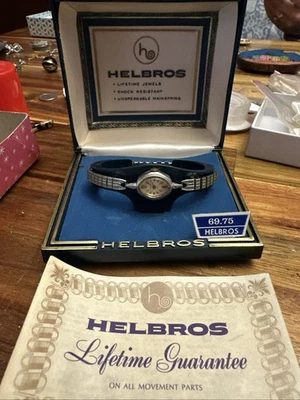 h
HELBROS
• LIFETIME JEWELS
• SHOCK RESISTANT
• UNBREAKABLE MAINSPRING
69.75
HELBROS
HELBROS
h
HELBROS
Lifetime Guarantee
ON ALL MOVEMENT PARTS